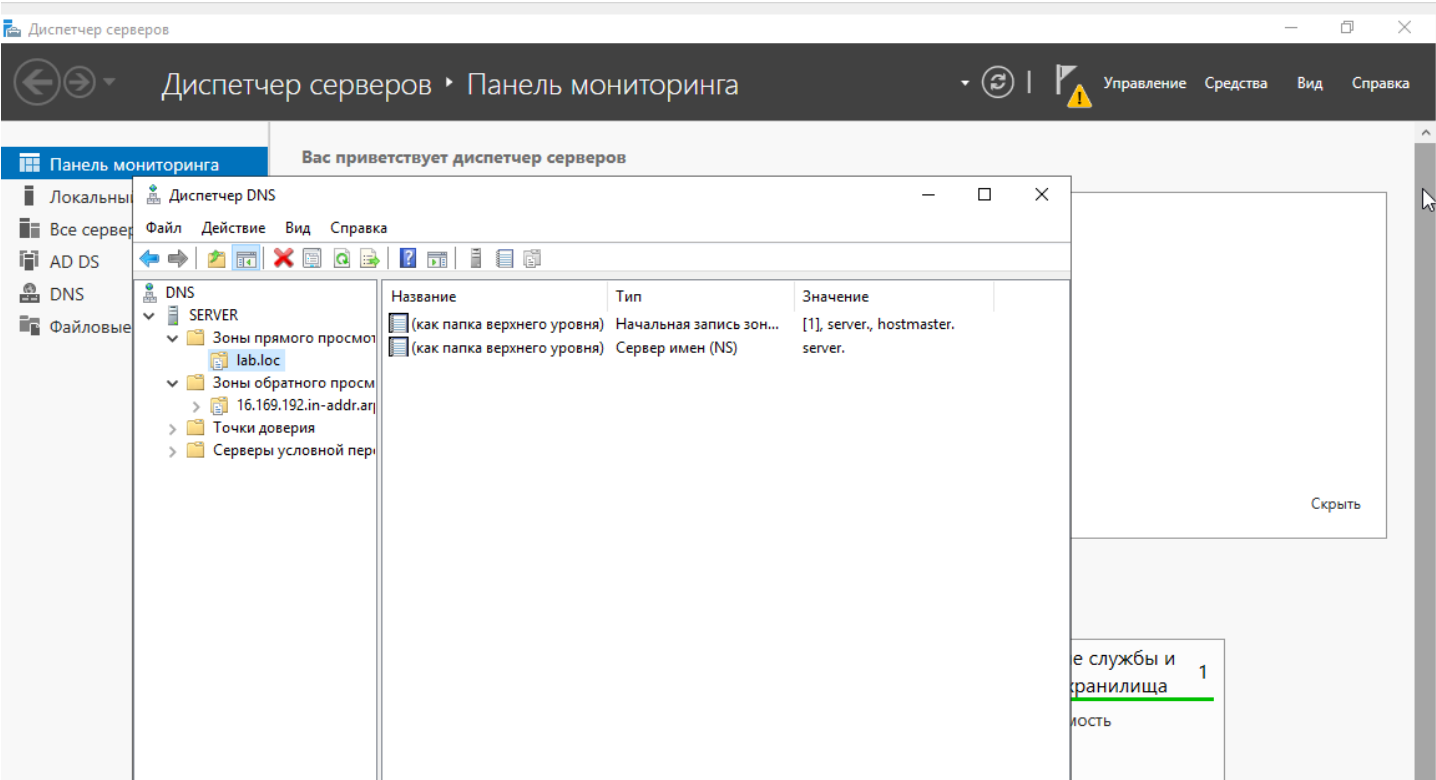 Диспетчер серверов
Диспетчер серверов ‣ Панель мониторинга
Управление Средства Вид Справка
Панель мониторинга
Локальны
Все сервер
AD DS
DNS
Файловые
Вас приветствует диспетчер серверов
Диспетчер DNS
Файл Действие Вид Справка
DNS
SERVER
Зоны прямого просмот
lab.loc
Зоны обратного просм
16.169.192.in-addr.arp
Точки доверия
Серверы условной пере
Название Тип Значение
(как папка верхнего уровня) Начальная запись зон... [1], server., hostmaster.
(как папка верхнего уровня) Сервер имен (NS) server.
Скрыть
е службы и 1
хранилища
мость